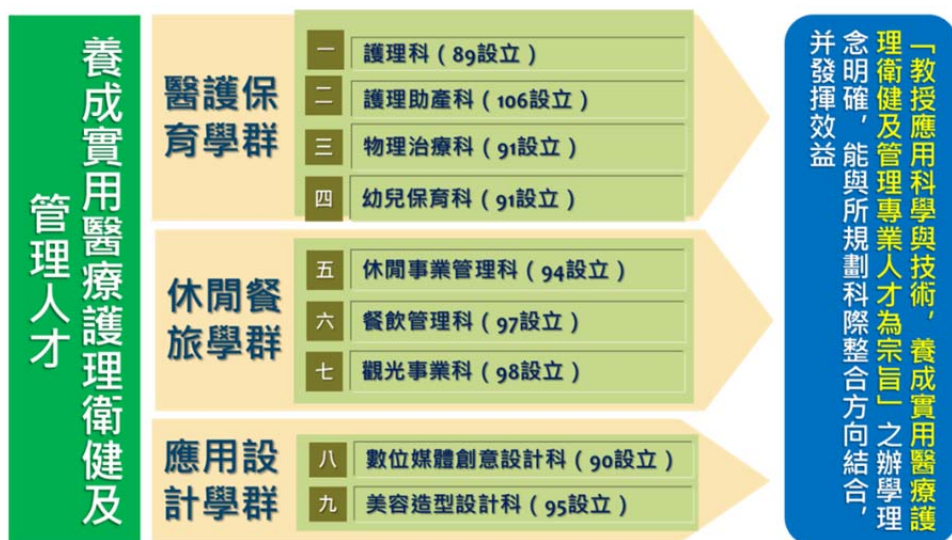 養成實用醫療護理衛健及
管理人才
醫護保
育學群
一 護理科（89設立）
二 護理助產科（106設立）
三 物理治療科（91設立）
四 幼兒保育科（91設立）
休閒餐
旅學群
五 休閒事業管理科（94設立）
六 餐飲管理科（97設立）
七 觀光事業科（98設立）
應用設
計學群
八 數位媒體創意設計科（90設立）
九 美容造型設計科（95設立）
「教授應用科學與技術，養成實用醫療護
理衛健及管理專業人才為宗旨」之辦學理
念明確，能與所規劃科際整合方向結合，
并發揮效益